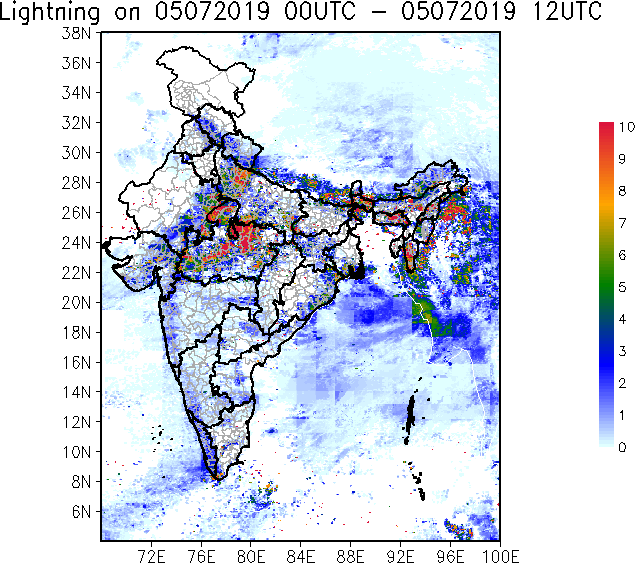 Lightning on 05072019 00UTC – 05072019 12UTC
38N
36N
34N
32N
30N
28N
26N
24N
22N
20N
18N
16N
14N
12N
10N
8N
6N
72E 76E 80E 84E 88E 92E 96E 100E
10
9
8
7
6
5
4
3
2
1
0